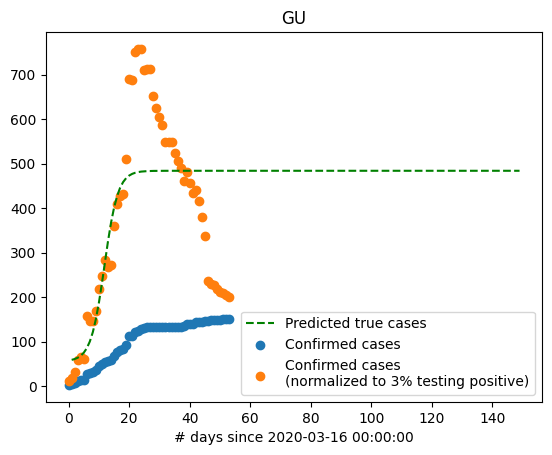 GU
700
600
500
400
300
200
100
0
0 20 40 60 80 100 120 140
# days since 2020-03-16 00:00:00
Predicted true cases
Confirmed cases
Confirmed cases
(normalized to 3% testing positive)